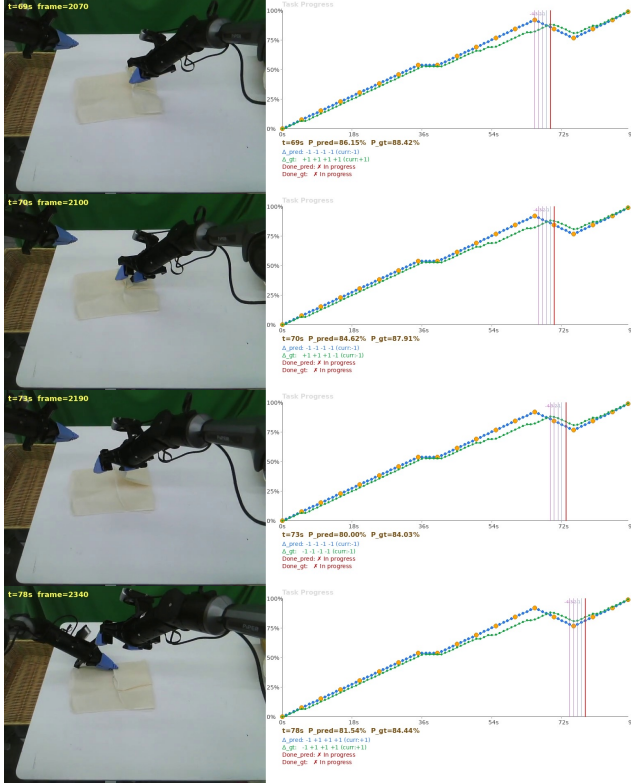 t=69s frame=2070
Task Progress
100%
75%
50%
25%
0%
0s
18s
36s
54s
72s
t=69s P_pred=86.15% P_gt=88.42%
Δ_pred: -1 -1 -1 -1 (curr:-1)
Δ_gt: +1 +1 +1 +1 (curr:+1)
Done_pred: ✗ In progress
Done_gt: ✗ In progress
t=70s frame=2100
Task Progress
100%
75%
50%
25%
0%
0s
18s
36s
54s
72s
9
t=70s P_pred=84.62% P_gt=87.91%
Δ_pred: -1 -1 -1 -1 (curr:-1)
Δ_gt: +1 +1 +1 -1 (curr:-1)
Done_pred: ✗ In progress
Done_gt: ✗ In progress
t=73s frame=2190
Task Progress
100%
75%
50%
25%
0%
0s
18s
36s
54s
72s
9
t=73s P_pred=80.00% P_gt=84.03%
Δ_pred: -1 -1 -1 -1 (curr:-1)
Δ_gt: -1 -1 -1 -1 (curr:-1)
Done_pred: ✗ In progress
Done_gt: ✗ In progress
t=78s frame=2340
Task Progress
100%
75%
50%
25%
0%
0s
18s
36s
54s
72s
9
t=78s P_pred=81.54% P_gt=84.44%
Δ_pred: -1 +1 +1 +1 (curr:+1)
Δ_gt: -1 +1 +1 +1 (curr:+1)
Done_pred: ✗ In progress
Done_gt: ✗ In progress